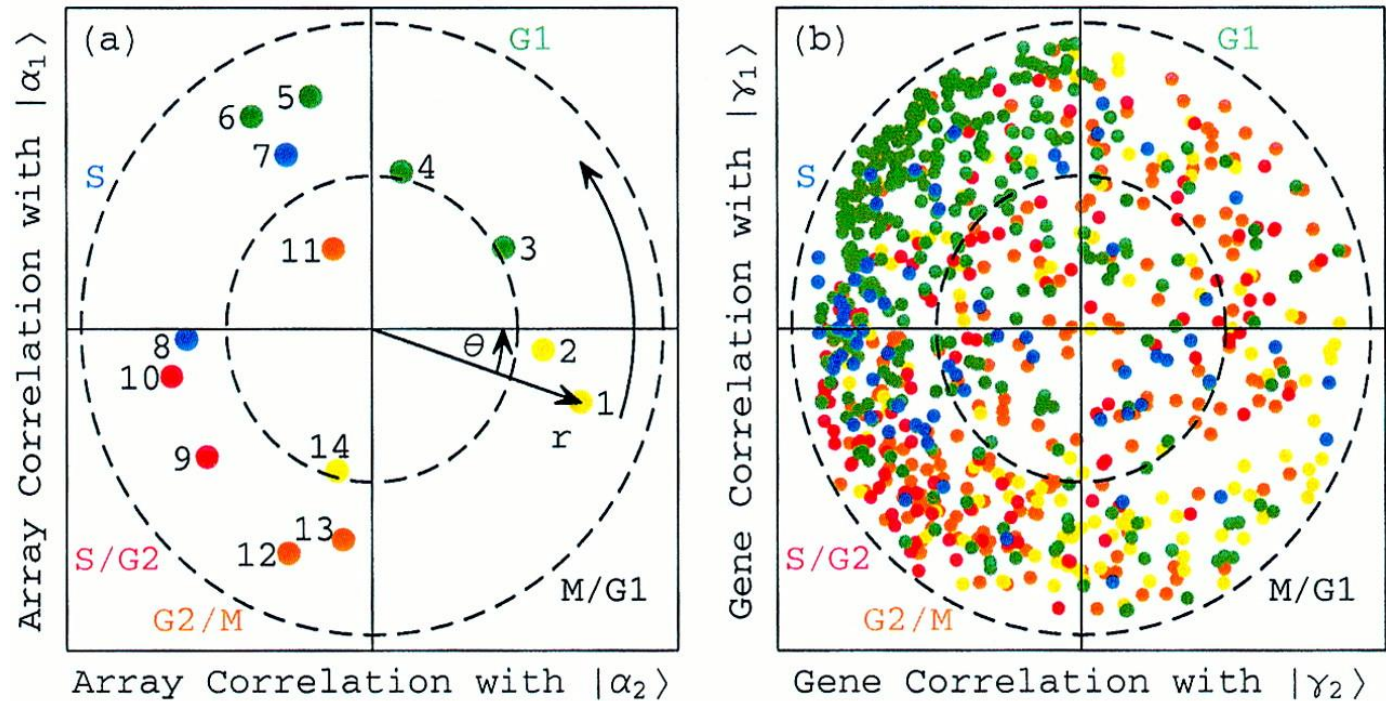 (a)
G1
S
5
6
7
4
11
3
θ
2
8
10
1
r
9
14
13
12
S/G2
M/G1
G2/M
Array Correlation with |α₁⟩
Array Correlation with |α₂⟩
(b)
G1
S
S/G2
M/G1
G2/M
Gene Correlation with |γ₁⟩
Gene Correlation with |γ₂⟩